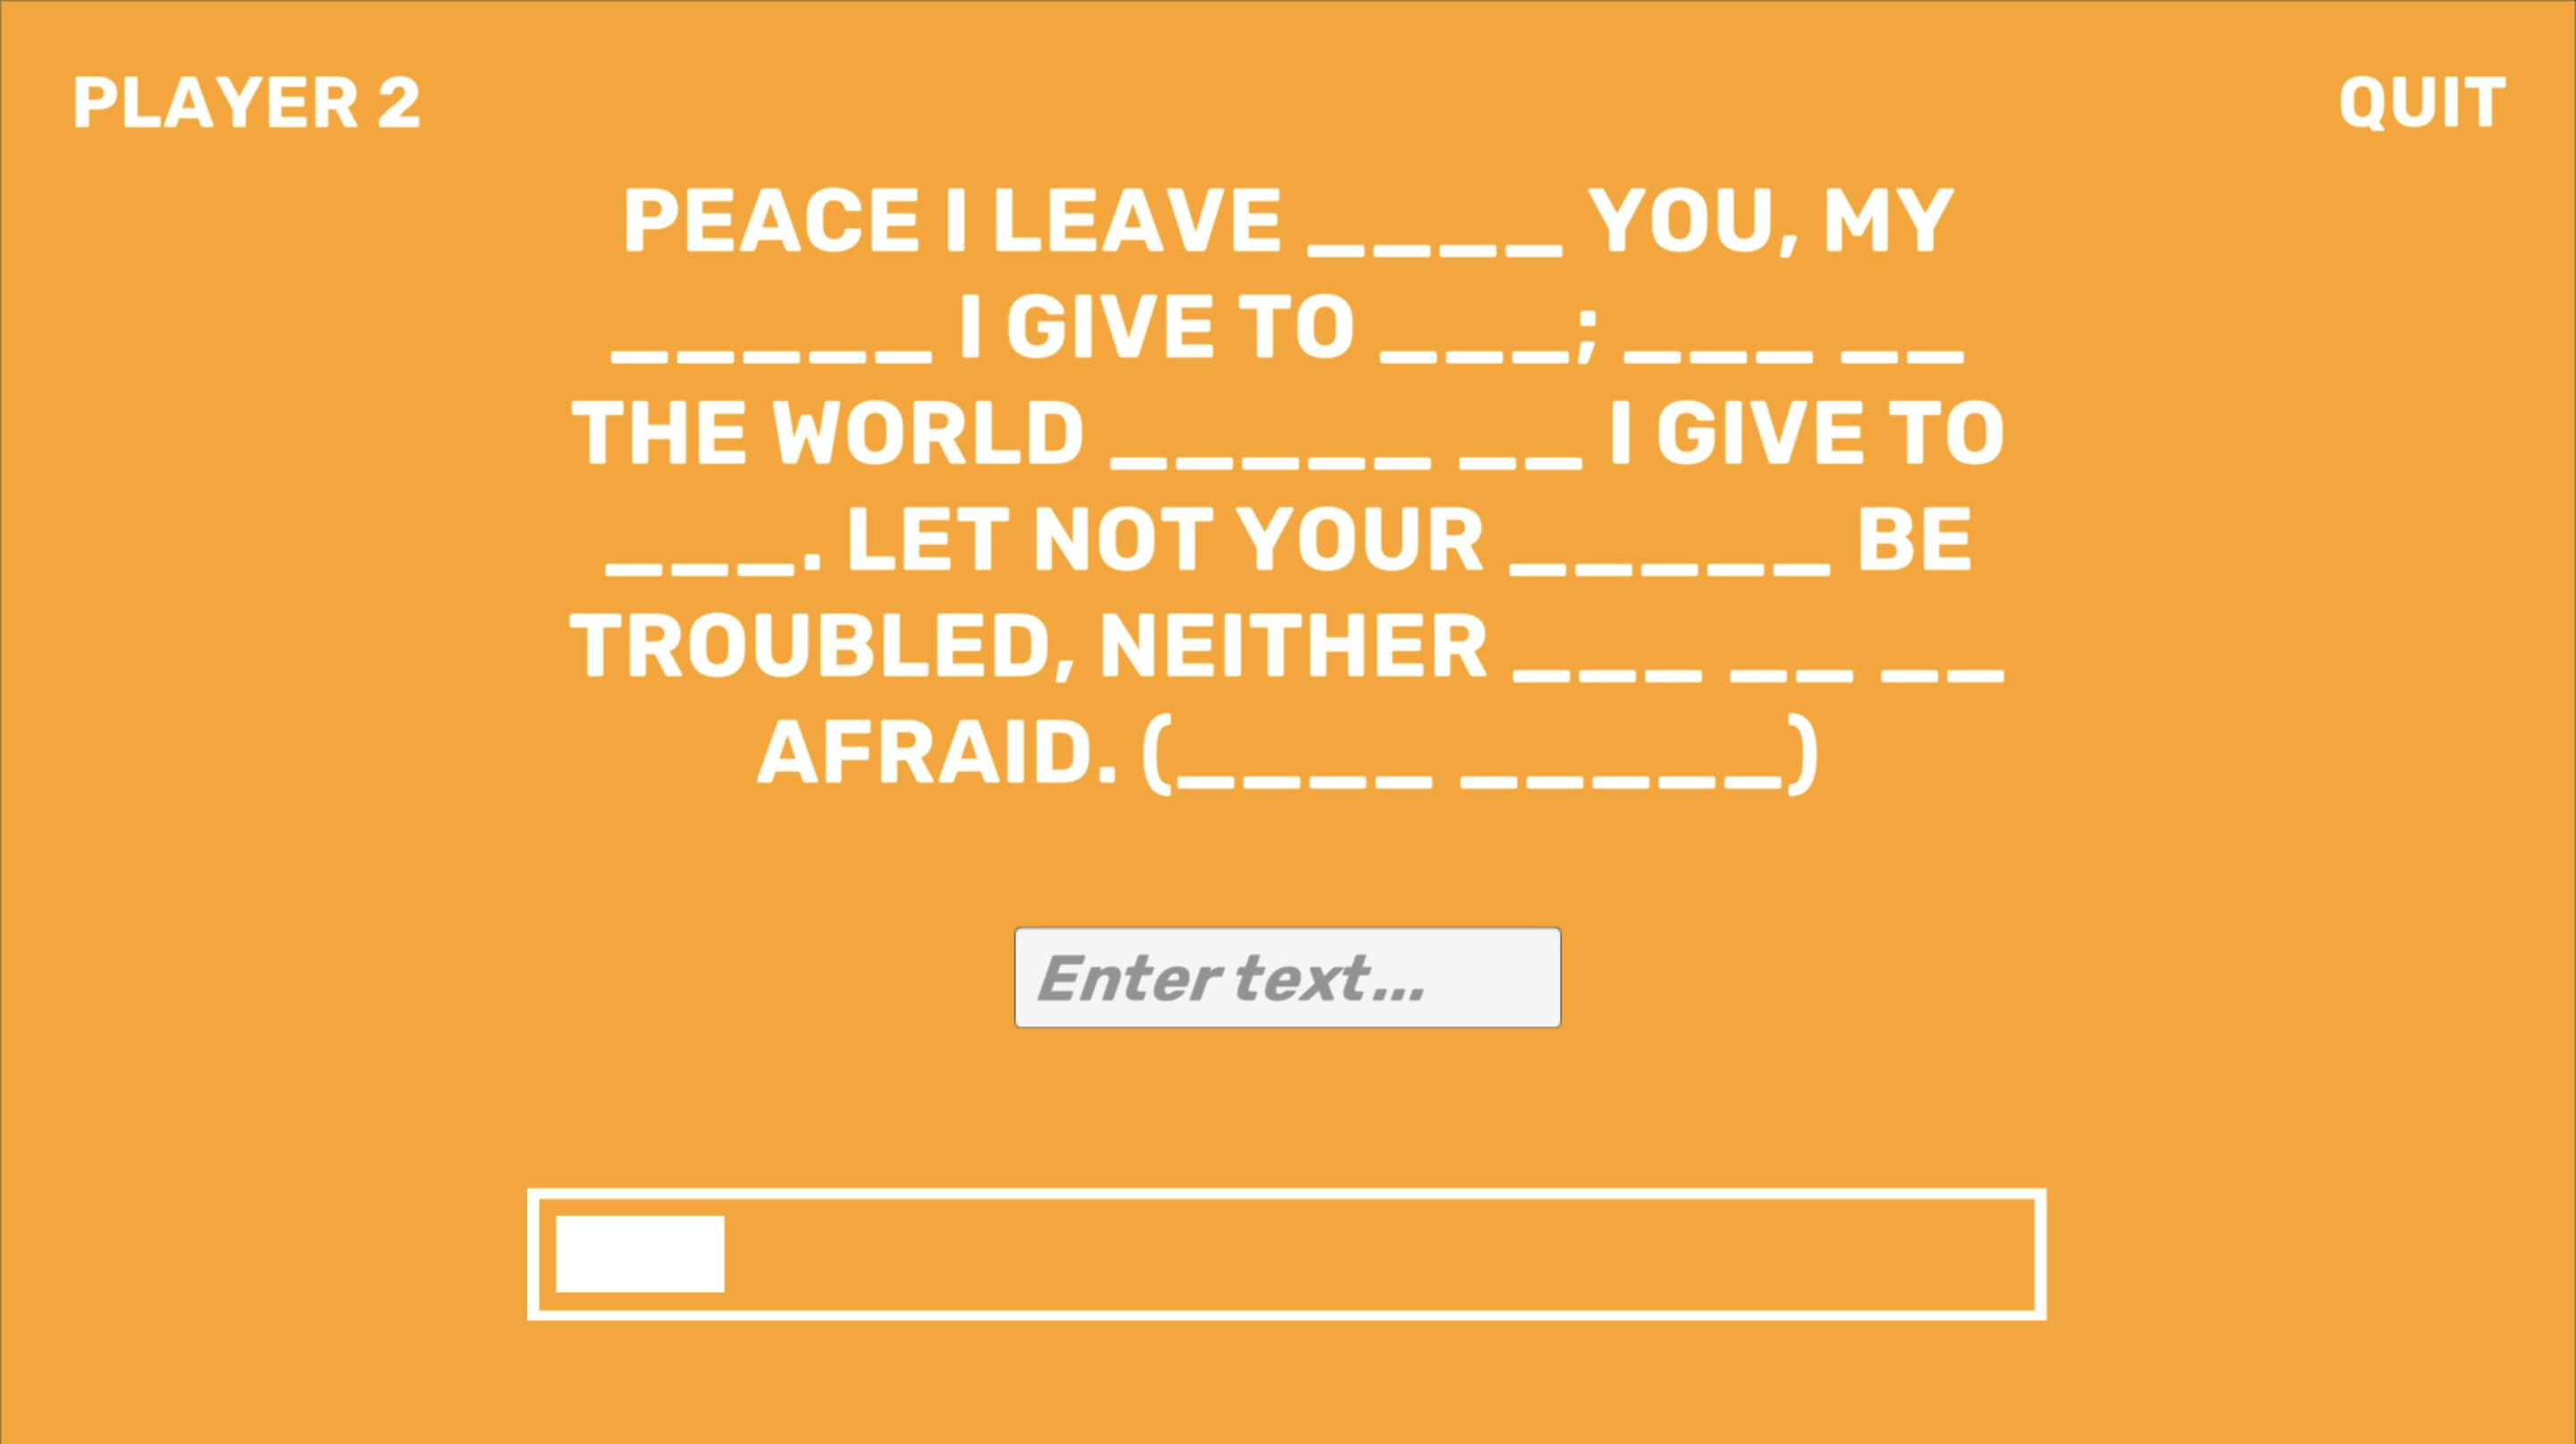 PLAYER 2
QUIT
PEACE I LEAVE ____ YOU, MY
_____ I GIVE TO ___; ___ __
THE WORLD _____ __ I GIVE TO
___. LET NOT YOUR _____ BE
TROUBLED, NEITHER ___ __ __
AFRAID. (____ _____)
Enter text...